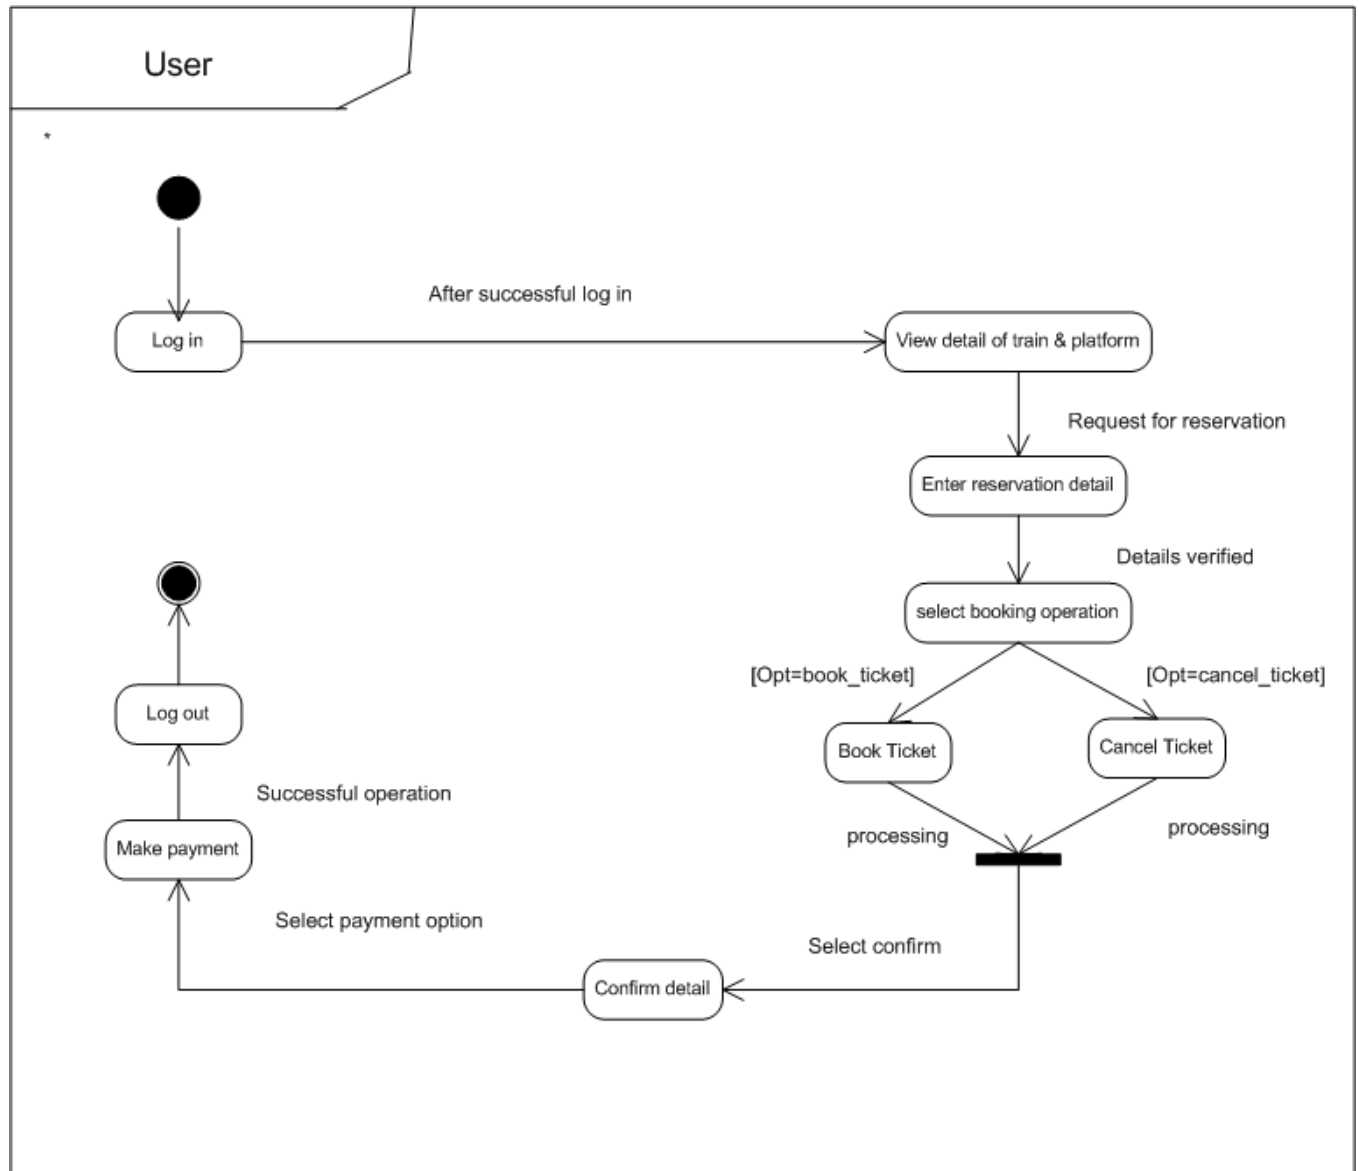 User
*
After successful log in
Log in
View detail of train & platform
Request for reservation
Enter reservation detail
Details verified
select booking operation
[Opt=book_ticket]
[Opt=cancel_ticket]
Book Ticket
Cancel Ticket
processing
processing
Select confirm
Confirm detail
Select payment option
Make payment
Successful operation
Log out